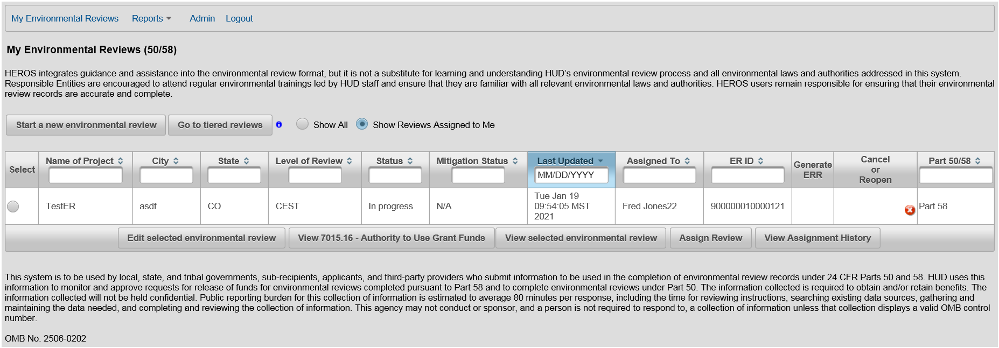 My Environmental Reviews Reports Admin Logout
My Environmental Reviews (50/58)
HEROS integrates guidance and assistance into the environmental review format, but it is not a substitute for learning and understanding HUD's environmental review process and all environmental laws and authorities addressed in this system.
Responsible Entities are encouraged to attend regular environmental trainings led by HUD staff and ensure that they are familiar with all relevant environmental laws and authorities. HEROS users remain responsible for ensuring that their environmental
review records are accurate and complete.
Start a new environmental review Go to tiered reviews Show All Show Reviews Assigned to Me
Select Name of Project City State Level of Review Status Mitigation Status Last Updated Assigned To ER ID Generate ERR Cancel or Reopen Part 50/58
MM/DD/YYYY
TestER asdf CO CEST In progress N/A Tue Jan 19 09:54:05 MST 2021 Fred Jones22 900000010000121 Part 58
Edit selected environmental review View 7015.16 - Authority to Use Grant Funds View selected environmental review Assign Review View Assignment History
This system is to be used by local, state, and tribal governments, sub-recipients, applicants, and third-party providers who submit information to be used in the completion of environmental review records under 24 CFR Parts 50 and 58. HUD uses this
information to monitor and approve requests for release of funds for environmental reviews completed pursuant to Part 58 and to complete environmental reviews under Part 50. The information collected is required to obtain and/or retain benefits. The
information collected will not be held confidential. Public reporting burden for this collection of information is estimated to average 80 minutes per response, including the time for reviewing instructions, searching existing data sources, gathering and
maintaining the data needed, and completing and reviewing the collection of information. This agency may not conduct or sponsor, and a person is not required to respond to, a collection of information unless that collection displays a valid OMB control
number.
OMB No. 2506-0202